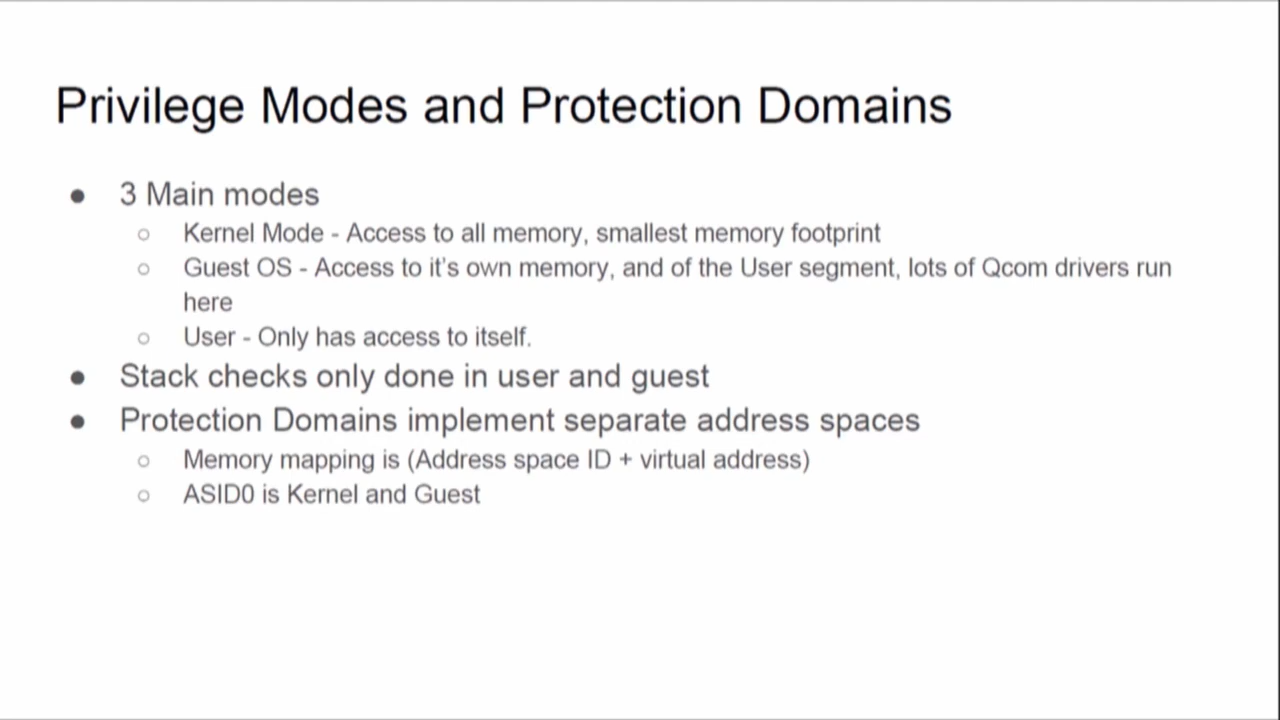 Privilege Modes and Protection Domains
● 3 Main modes
○ Kernel Mode - Access to all memory, smallest memory footprint
○ Guest OS - Access to it's own memory, and of the User segment, lots of Qcom drivers run
here
○ User - Only has access to itself.
● Stack checks only done in user and guest
● Protection Domains implement separate address spaces
○ Memory mapping is (Address space ID + virtual address)
○ ASID0 is Kernel and Guest